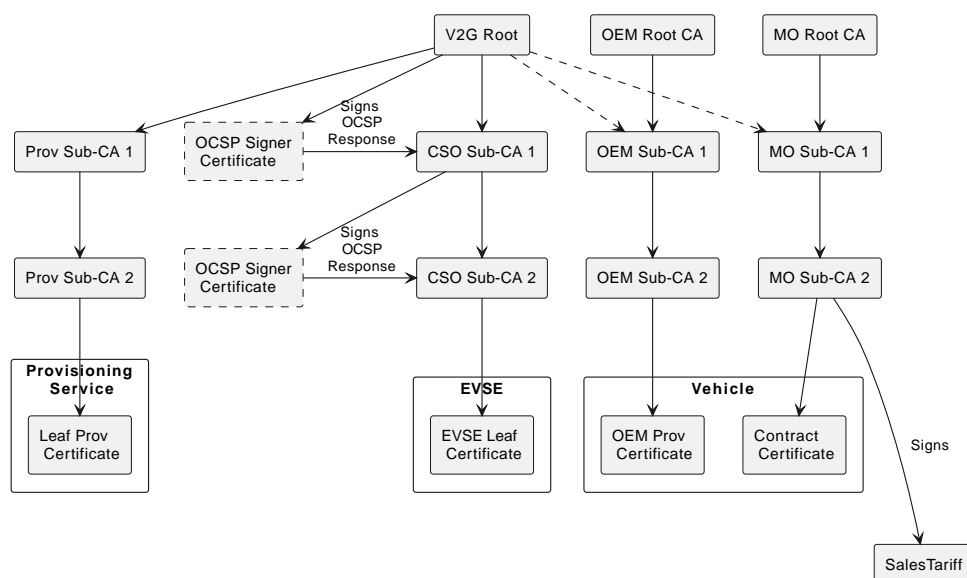 V2G Root
OEM Root CA
MO Root CA
Signs
OCSP
Response
Prov Sub-CA 1
OCSP Signer
Certificate
CSO Sub-CA 1
OEM Sub-CA 1
MO Sub-CA 1
Signs
OCSP
Response
Prov Sub-CA 2
OCSP Signer
Certificate
CSO Sub-CA 2
OEM Sub-CA 2
MO Sub-CA 2
Provisioning
Service
Leaf Prov
Certificate
EVSE
EVSE Leaf
Certificate
Vehicle
OEM Prov
Certificate
Contract
Certificate
Signs
SalesTariff